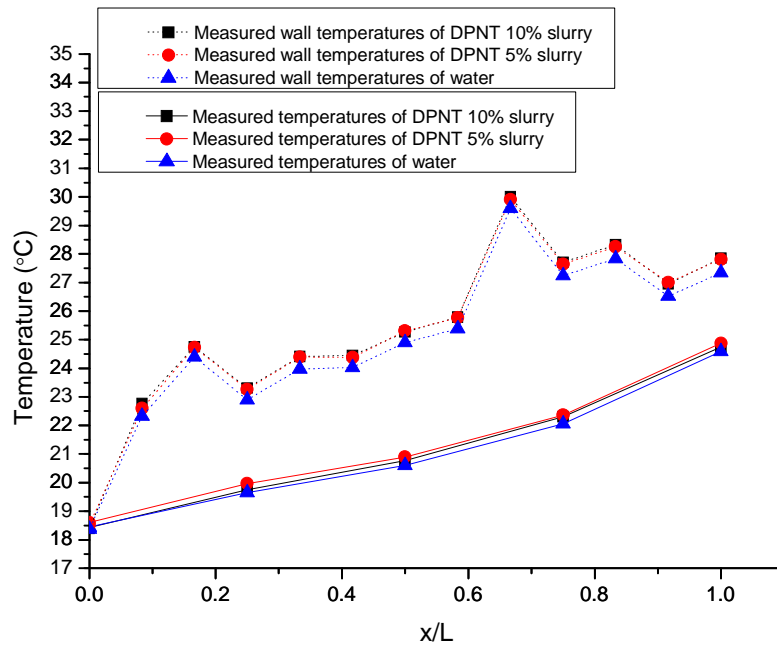 Measured wall temperatures of DPNT 10% slurry
Measured wall temperatures of DPNT 5% slurry
Measured wall temperatures of water
Measured temperatures of DPNT 10% slurry
Measured temperatures of DPNT 5% slurry
Measured temperatures of water
Temperature (°C)
35
34
33
32
31
30
29
28
27
26
25
24
23
22
21
20
19
18
17
0.0 0.2 0.4 0.6 0.8 1.0
x/L